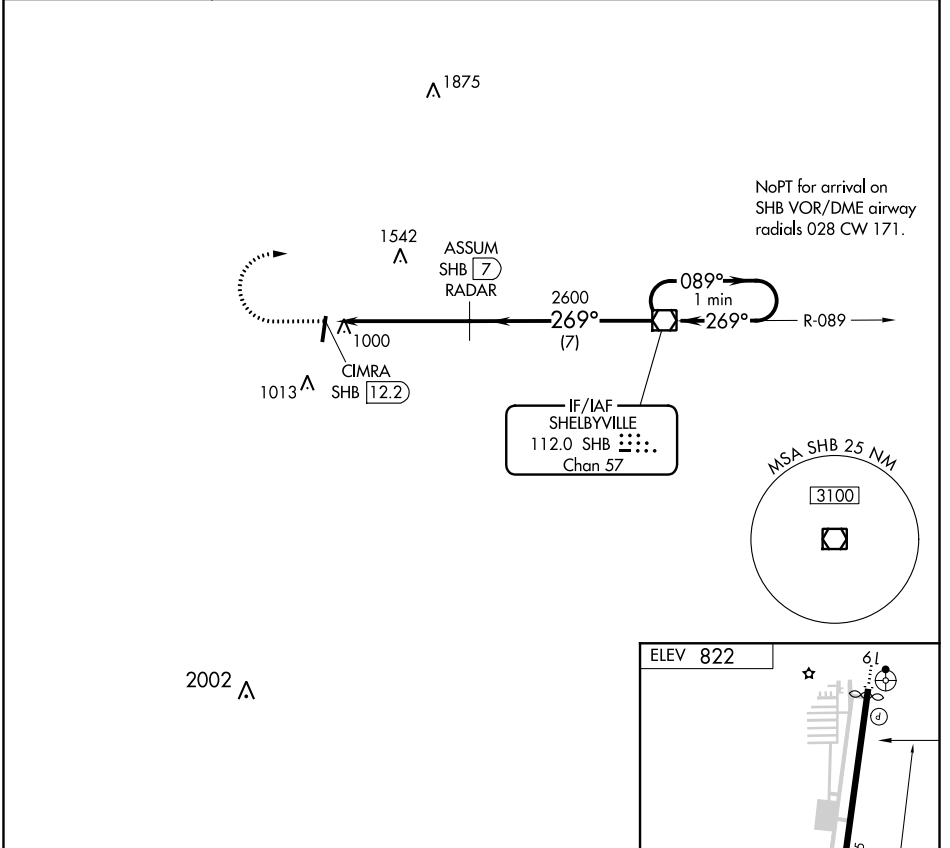 1875
NoPT for arrival on
SHB VOR/DME airway
radials 028 CW 171.
1542
ASSUM
SHB 7
RADAR
2600
269°
(7)
089°
1 min
269°
R-089
1000
CIMRA
SHB 12.2
1013
IF/IAF
SHELBYVILLE
112.0 SHB
Chan 57
MSA SHB 25 NM
3100
2002
ELEV 822
19
P